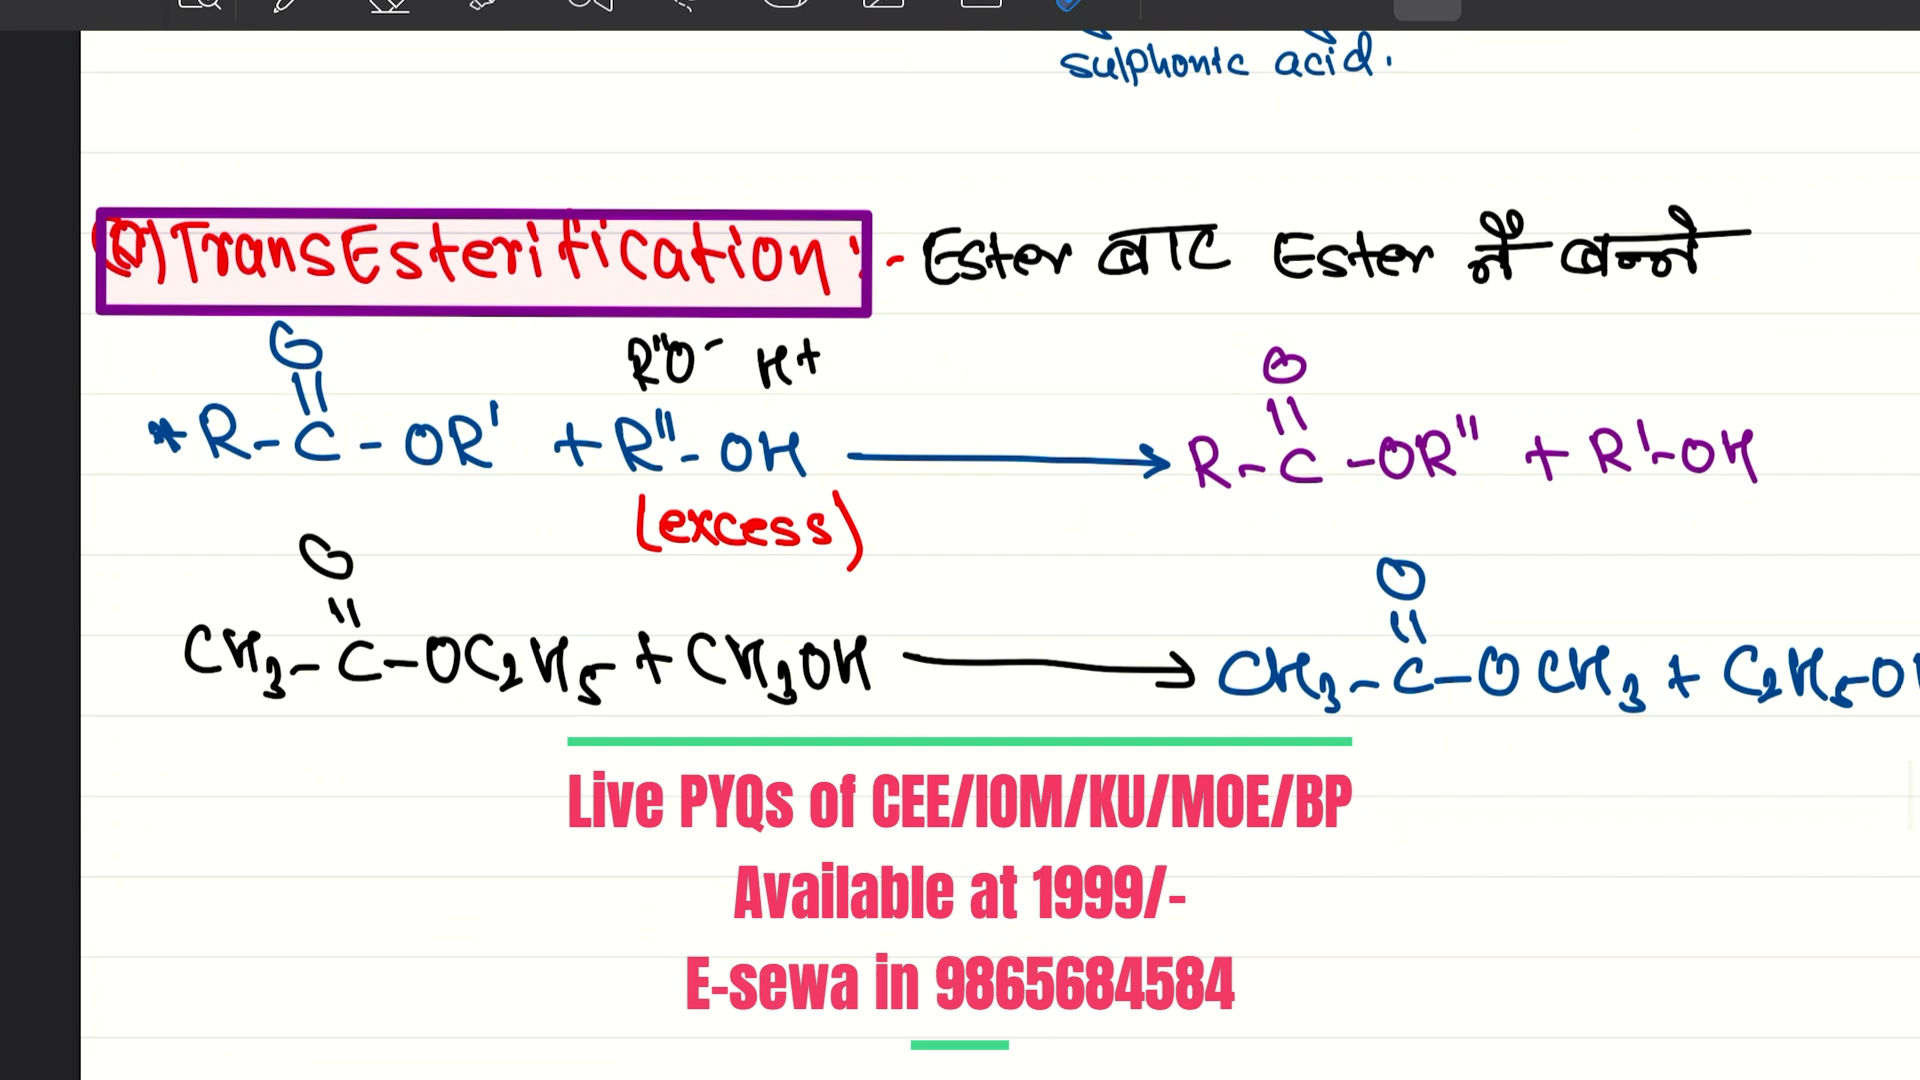 sulphonic acid.
(Q) TransEsterification :- Ester बाट Ester नै बन्ने
O R"O⁻ H+ O
*R-C-OR' + R"-OH ⟶ R-C-OR" + R'-OH
(excess)
O O
CH₃-C-OC₂H₅ + CH₃OH ⟶ CH₃-C-OCH₃ + C₂H₅-OH
Live PYQs of CEE/IOM/KU/MOE/BP
Available at 1999/-
E-sewa in 9865684584